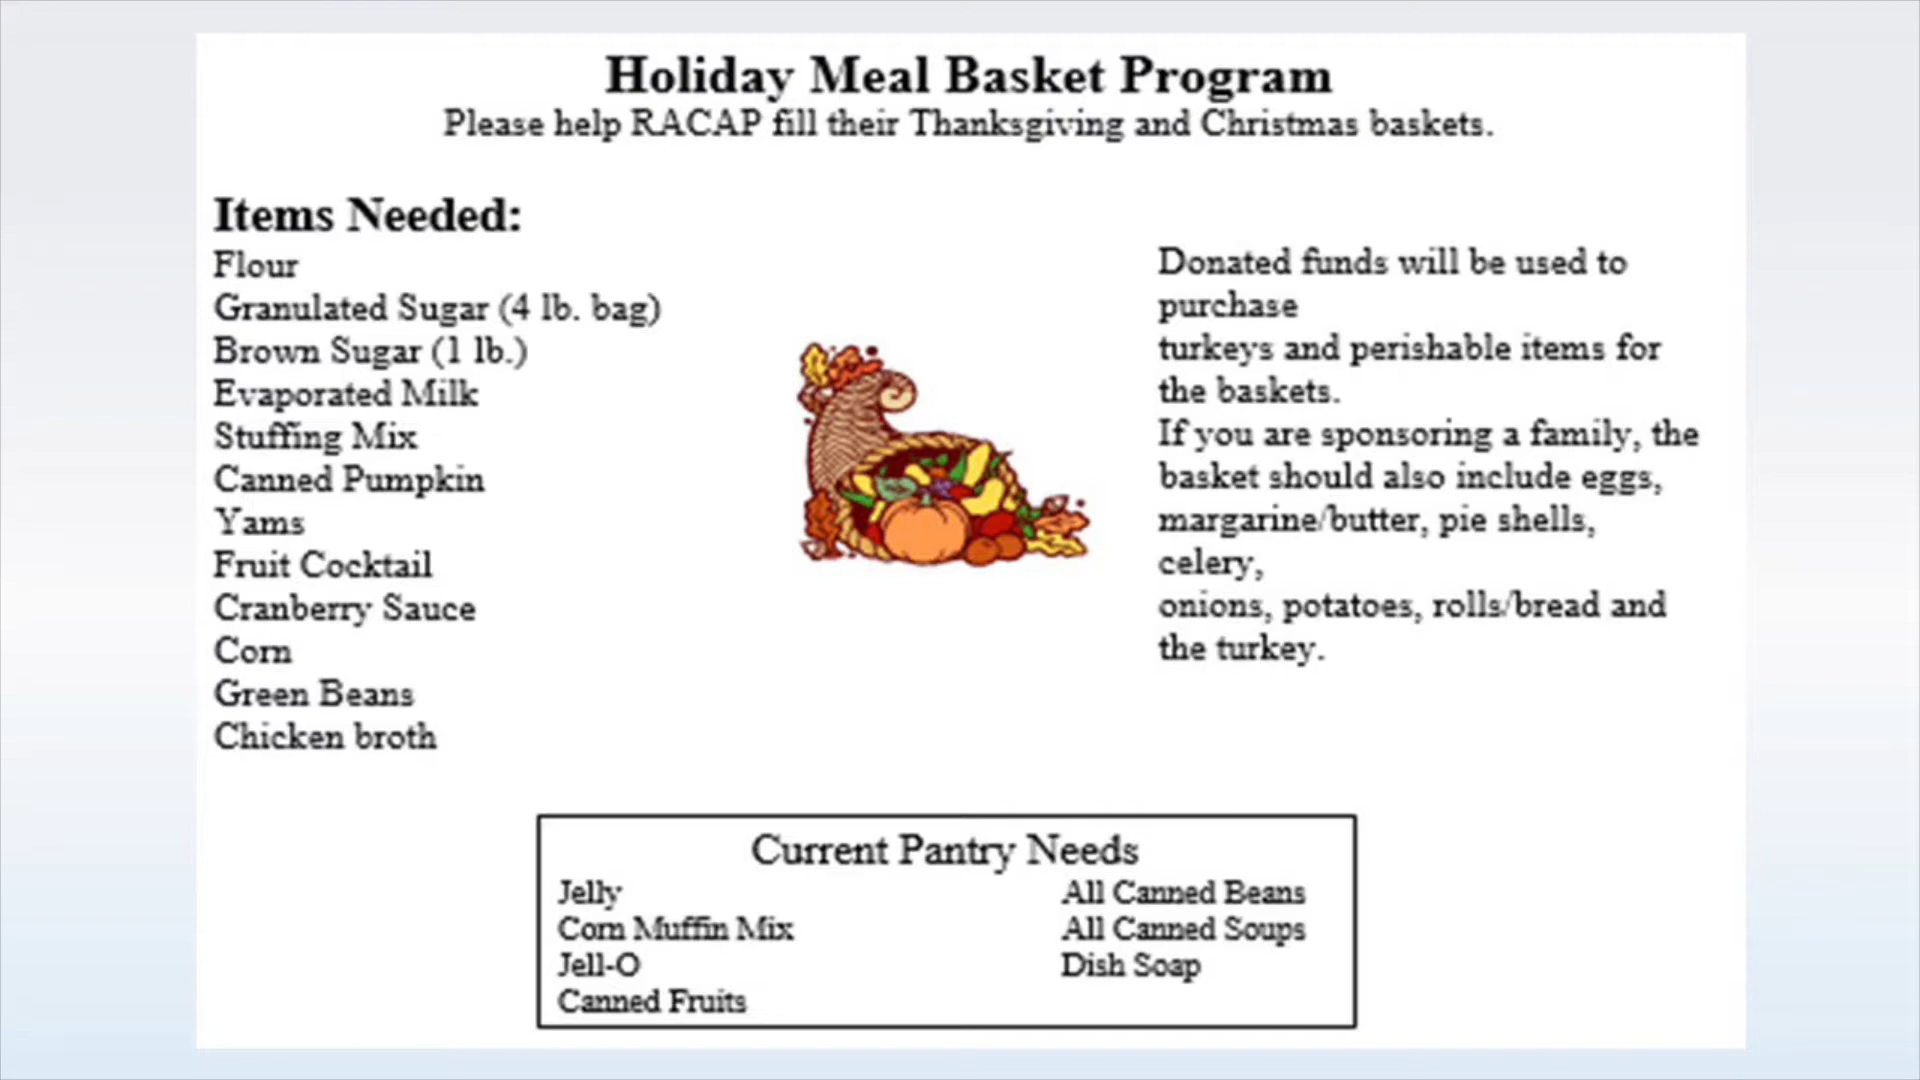 Holiday Meal Basket Program
Please help RACAP fill their Thanksgiving and Christmas baskets.
Items Needed:
Flour
Granulated Sugar (4 lb. bag)
Brown Sugar (1 lb.)
Evaporated Milk
Stuffing Mix
Canned Pumpkin
Yams
Fruit Cocktail
Cranberry Sauce
Corn
Green Beans
Chicken broth
Donated funds will be used to
purchase
turkeys and perishable items for
the baskets.
If you are sponsoring a family, the
basket should also include eggs,
margarine/butter, pie shells,
celery,
onions, potatoes, rolls/bread and
the turkey.
Current Pantry Needs
Jelly
Corn Muffin Mix
Jell-O
Canned Fruits
All Canned Beans
All Canned Soups
Dish Soap